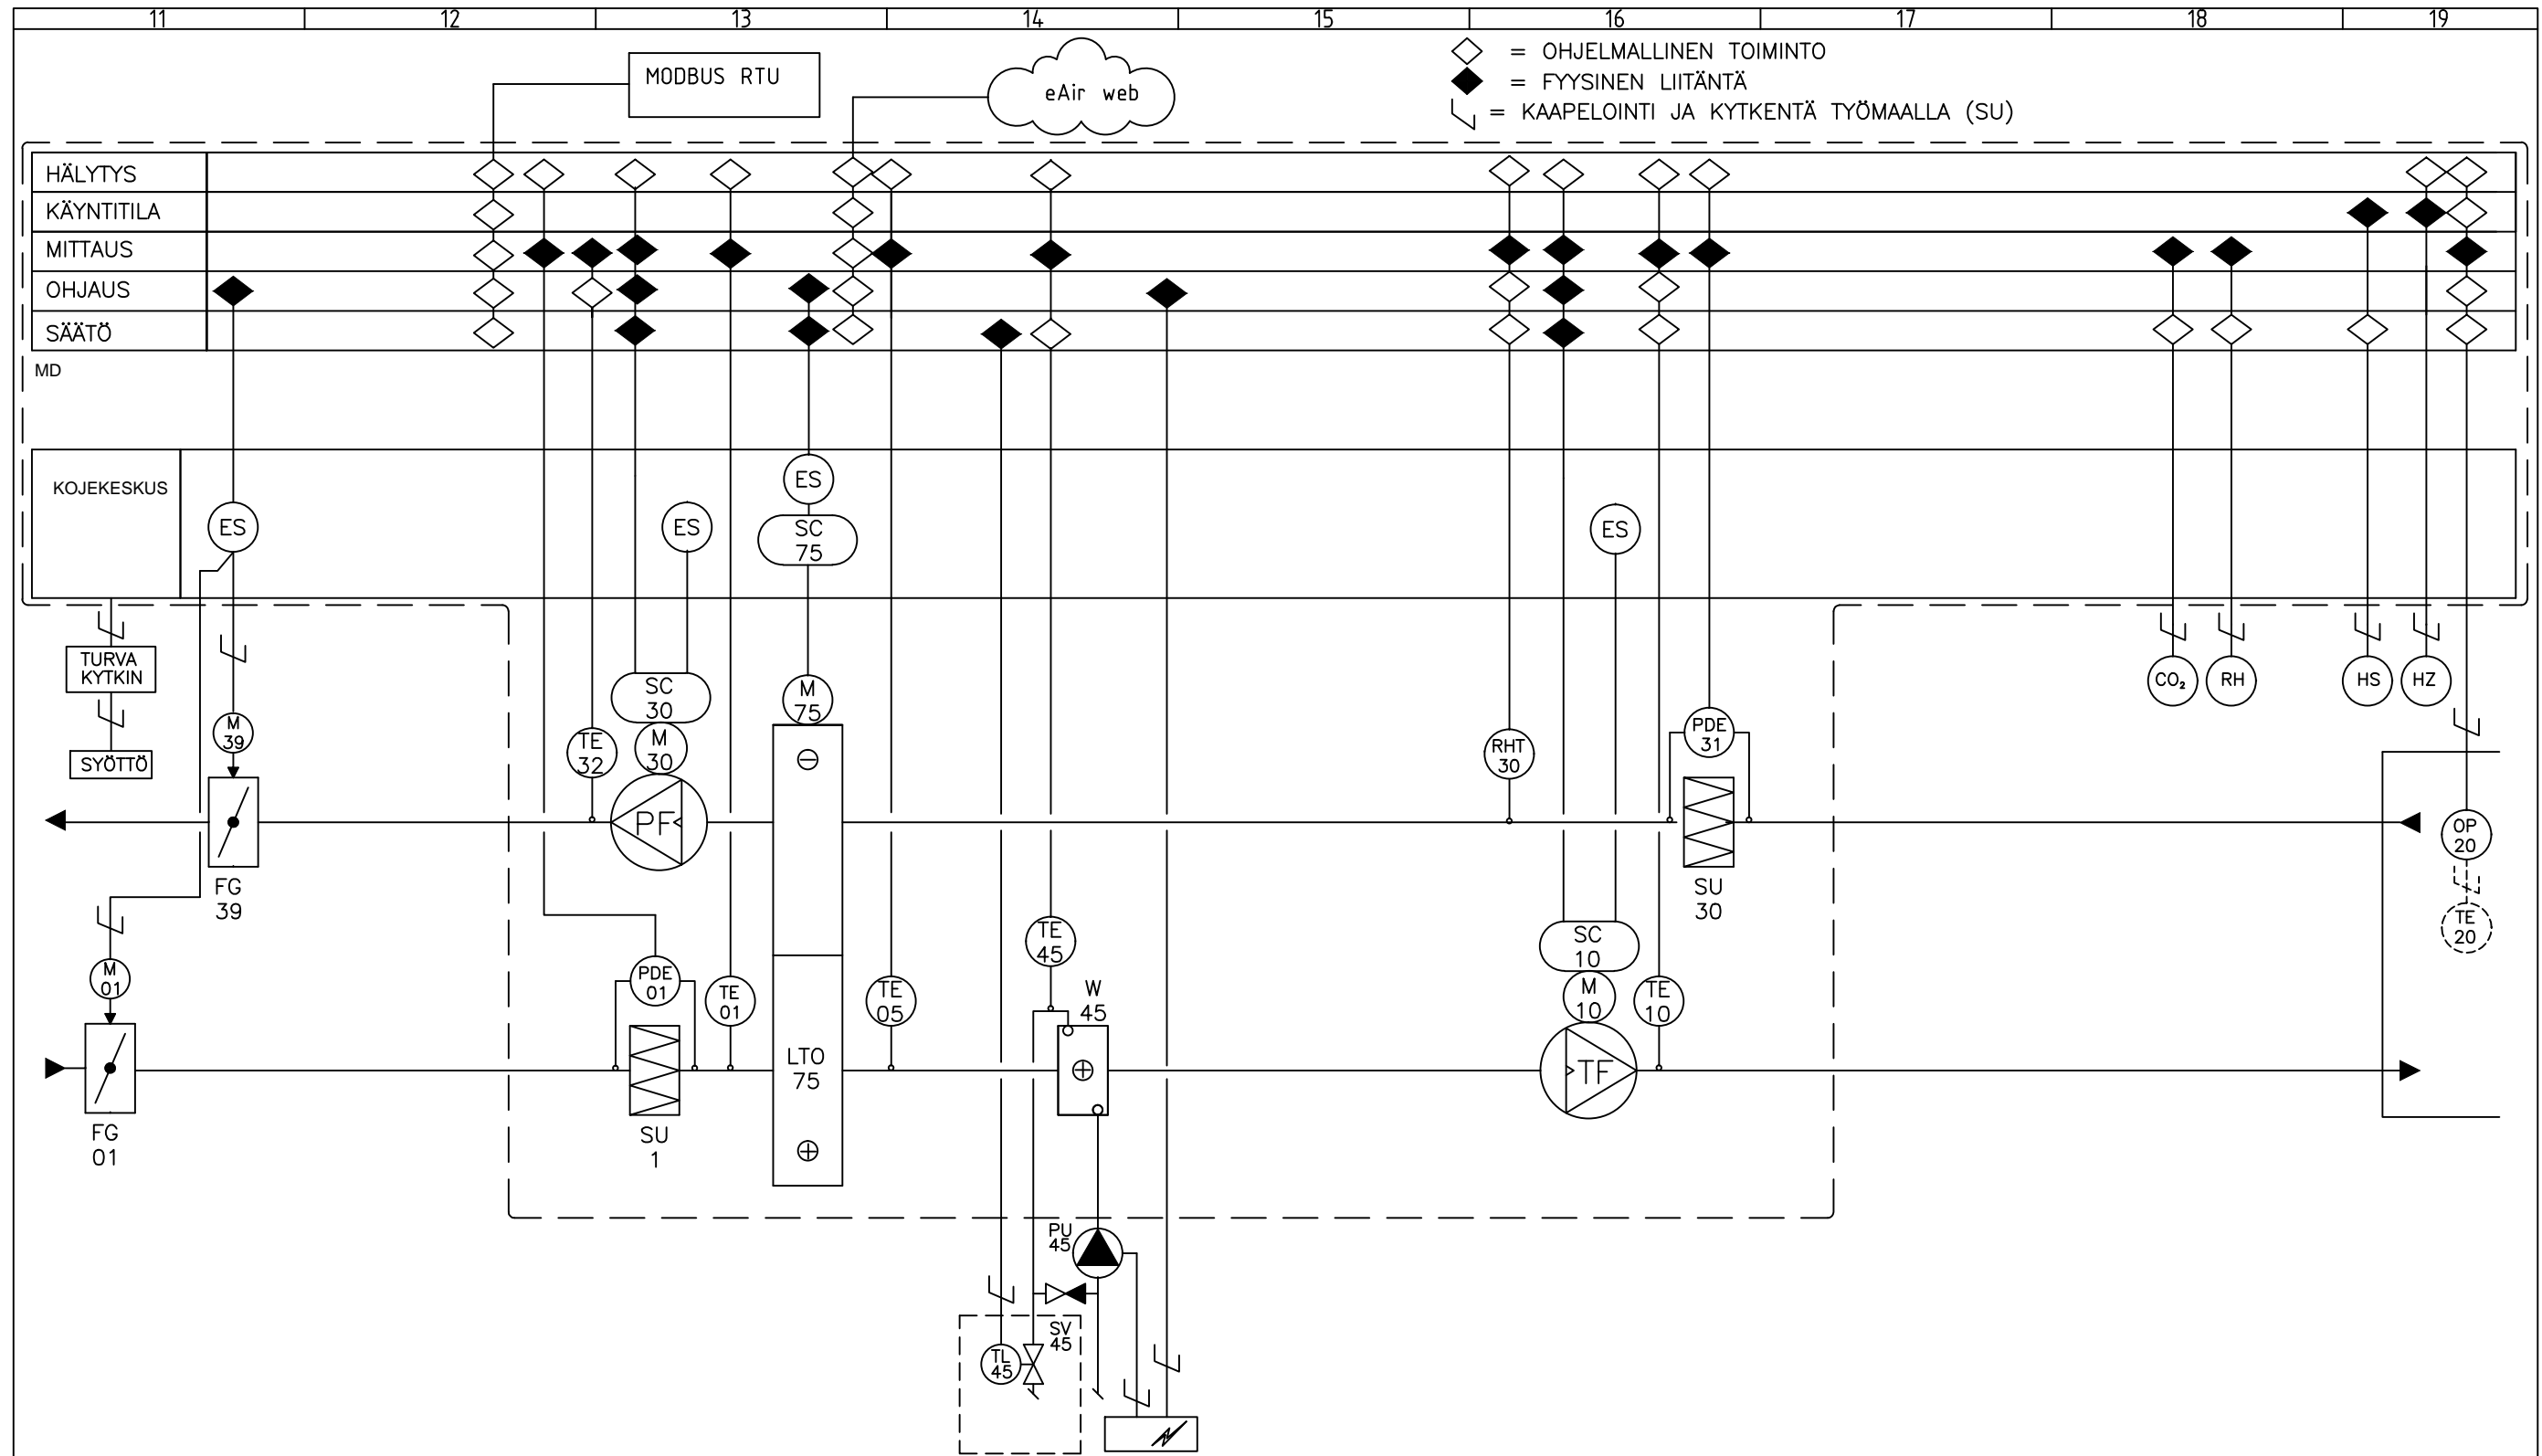 11 12 13 14 15 16 17 18 19
MODBUS RTU
eAir web
= OHJELMALLINEN TOIMINTO
= FYYSINEN LIITÄNTÄ
= KAAPELOINTI JA KYTKENTÄ TYÖMAALLA (SU)
HÄLYTYS
KÄYNTITILA
MITTAUS
OHJAUS
SÄÄTÖ
MD
KOJEKESKUS
ES
ES
ES
SC
75
ES
TURVA
KYTKIN
SYÖTTÖ
M
39
TE
32
SC
30
M
30
M
75
RHT
30
PDE
31
CO₂
RH
HS
HZ
PF
FG
39
SU
30
OP
20
TE
20
M
01
PDE
01
TE
01
TE
05
TE
45
W
45
SC
10
M
10
TE
10
LTO
75
TF
FG
01
SU
1
PU
45
SV
45
TL
45